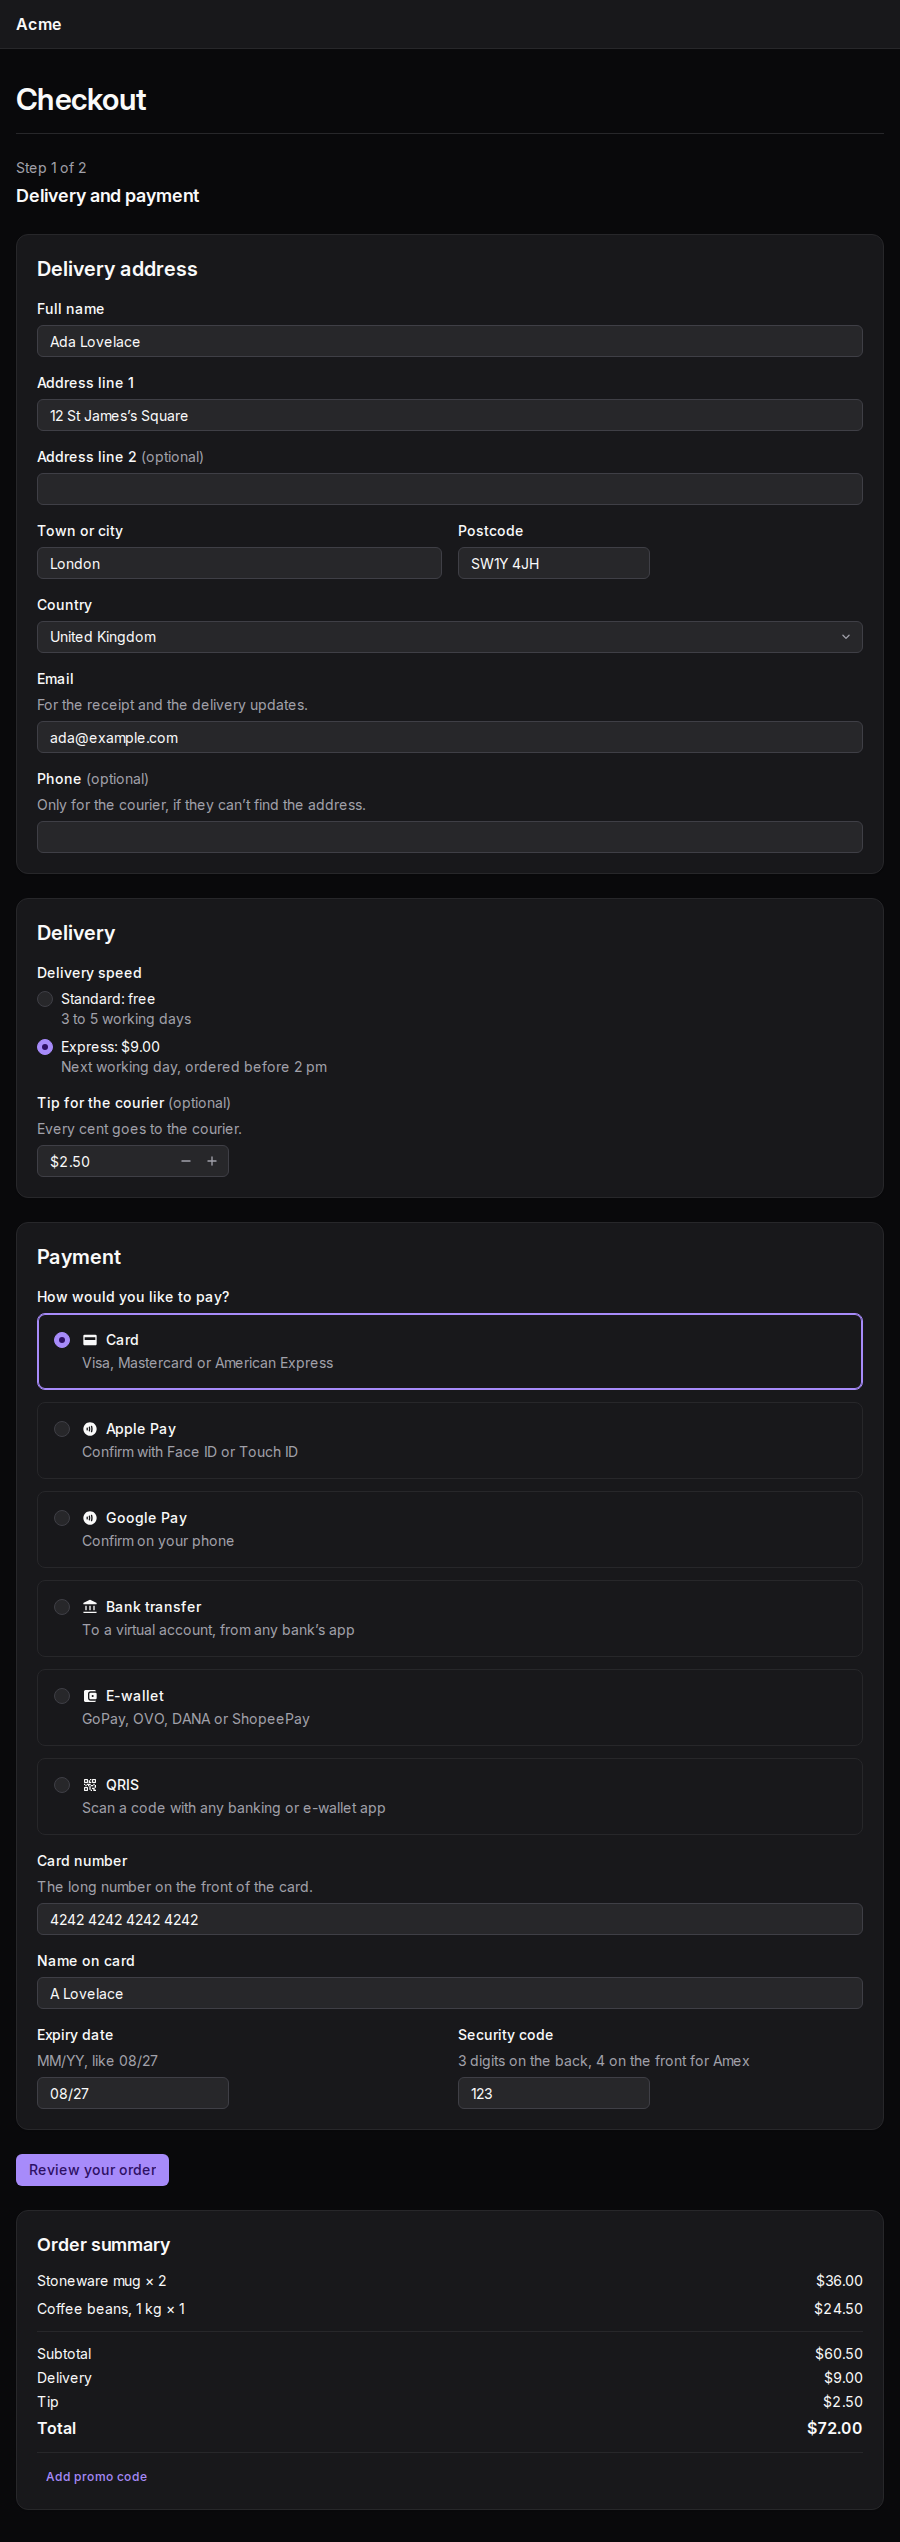 Acme
Checkout
Step 1 of 2
Delivery and payment
Delivery address
Full name
Ada Lovelace
Address line 1
12 St James’s Square
Address line 2 (optional)
Town or city
Postcode
London
SW1Y 4JH
Country
United Kingdom
Email
For the receipt and the delivery updates.
ada@example.com
Phone (optional)
Only for the courier, if they can’t find the address.
Delivery
Delivery speed
Standard: free
3 to 5 working days
Express: $9.00
Next working day, ordered before 2 pm
Tip for the courier (optional)
Every cent goes to the courier.
$2.50
Payment
How would you like to pay?
Card
Visa, Mastercard or American Express
Apple Pay
Confirm with Face ID or Touch ID
Google Pay
Confirm on your phone
Bank transfer
To a virtual account, from any bank’s app
E-wallet
GoPay, OVO, DANA or ShopeePay
QRIS
Scan a code with any banking or e-wallet app
Card number
The long number on the front of the card.
4242 4242 4242 4242
Name on card
A Lovelace
Expiry date
Security code
MM/YY, like 08/27
3 digits on the back, 4 on the front for Amex
08/27
123
Review your order
Order summary
Stoneware mug × 2 $36.00
Coffee beans, 1 kg × 1 $24.50
Subtotal $60.50
Delivery $9.00
Tip $2.50
Total $72.00
Add promo code